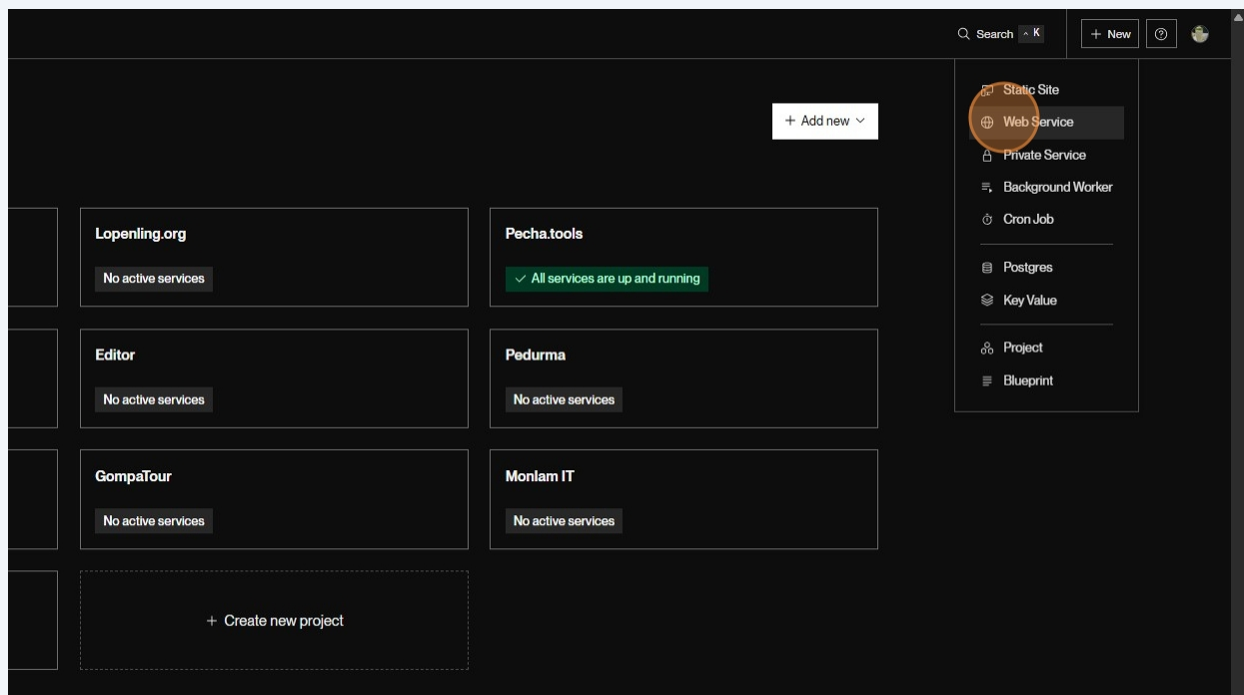 Search ^ K
+ New
+ Add new
Static Site
Web Service
Private Service
Background Worker
Cron Job
Postgres
Key Value
Project
Blueprint
Lopenling.org
No active services
Pecha.tools
All services are up and running
Editor
No active services
Pedurma
No active services
GompaTour
No active services
Monlam IT
No active services
+ Create new project